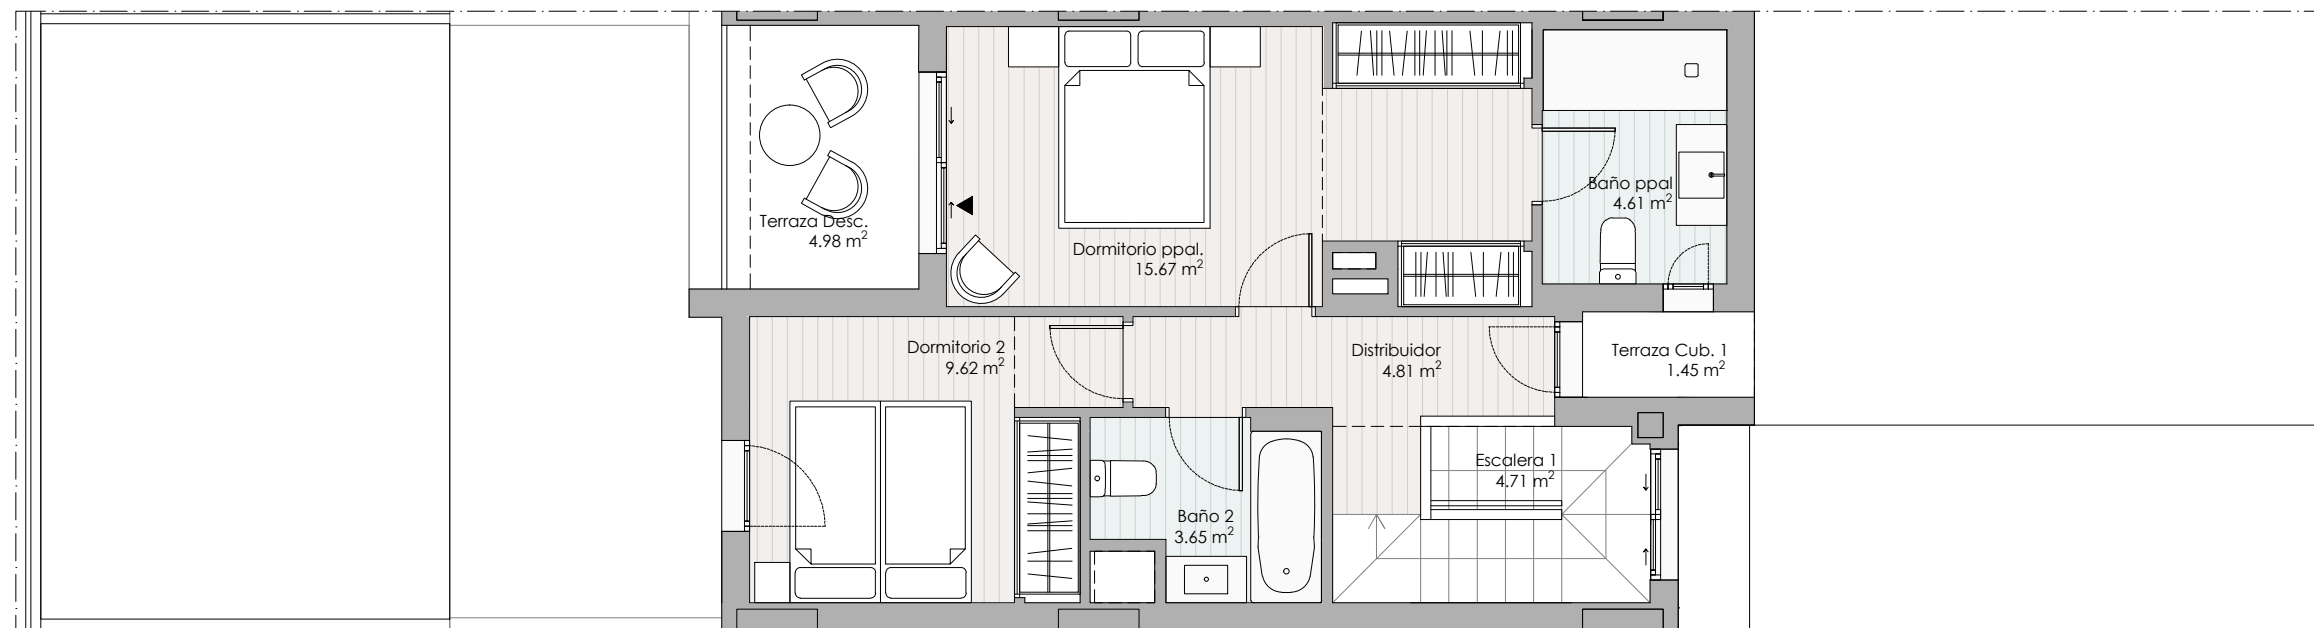 Terraza Desc.
4.98 m²
Dormitorio ppal.
15.67 m²
Baño ppal
4.61 m²
Dormitorio 2
9.62 m²
Distribuidor
4.81 m²
Terraza Cub. 1
1.45 m²
Escalera 1
4.71 m²
Baño 2
3.65 m²